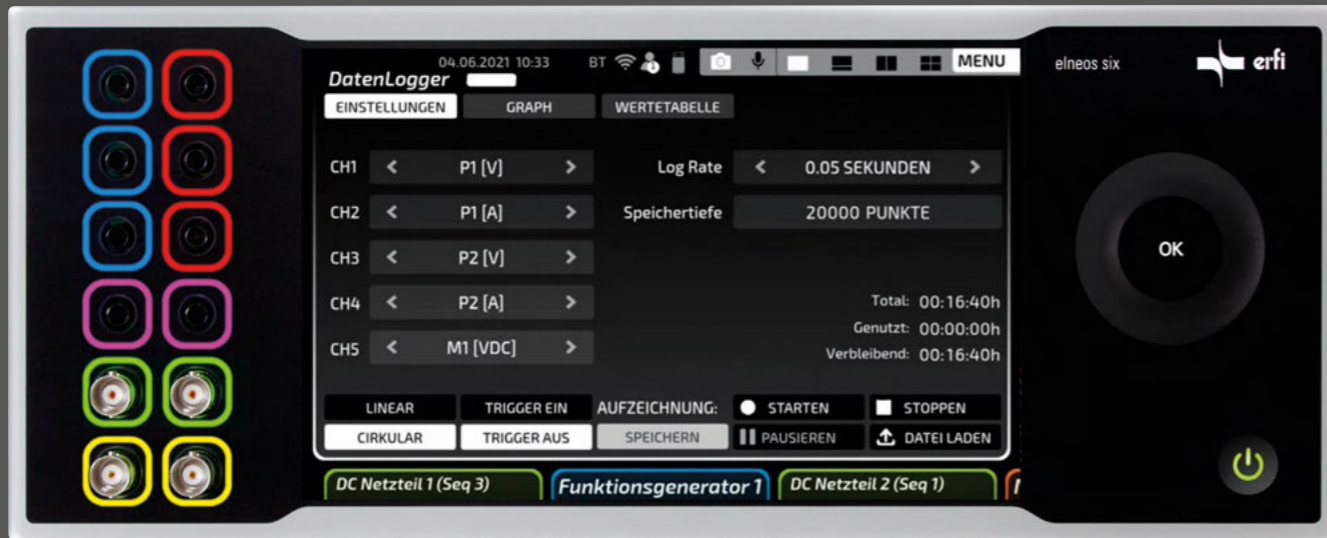 04.06.2021 10:33 BT MENU
DatenLogger
EINSTELLUNGEN GRAPH WERTETABELLE
CH1 < P1 [V] > Log Rate < 0.05 SEKUNDEN >
CH2 < P1 [A] > Speichertiefe 20000 PUNKTE
CH3 < P2 [V] >
CH4 < P2 [A] > Total: 00:16:40h
Genutzt: 00:00:00h
CH5 < M1 [VDC] > Verbleibend: 00:16:40h
LINEAR TRIGGER EIN AUFZEICHNUNG: STARTEN STOPPEN
CIRKULAR TRIGGER AUS SPEICHERN PAUSIEREN DATEI LADEN
DC Netzteil 1 (Seq 3) Funktionsgenerator 1 DC Netzteil 2 (Seq 1)
elneos six erfi
OK